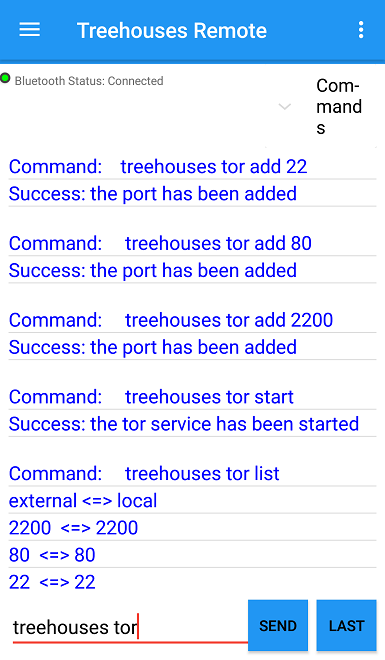 Treehouses Remote
Bluetooth Status: Connected
Com-
mand
s
Command: treehouses tor add 22
Success: the port has been added
Command: treehouses tor add 80
Success: the port has been added
Command: treehouses tor add 2200
Success: the port has been added
Command: treehouses tor start
Success: the tor service has been started
Command: treehouses tor list
external <=> local
2200 <=> 2200
80 <=> 80
22 <=> 22
treehouses tor
SEND
LAST